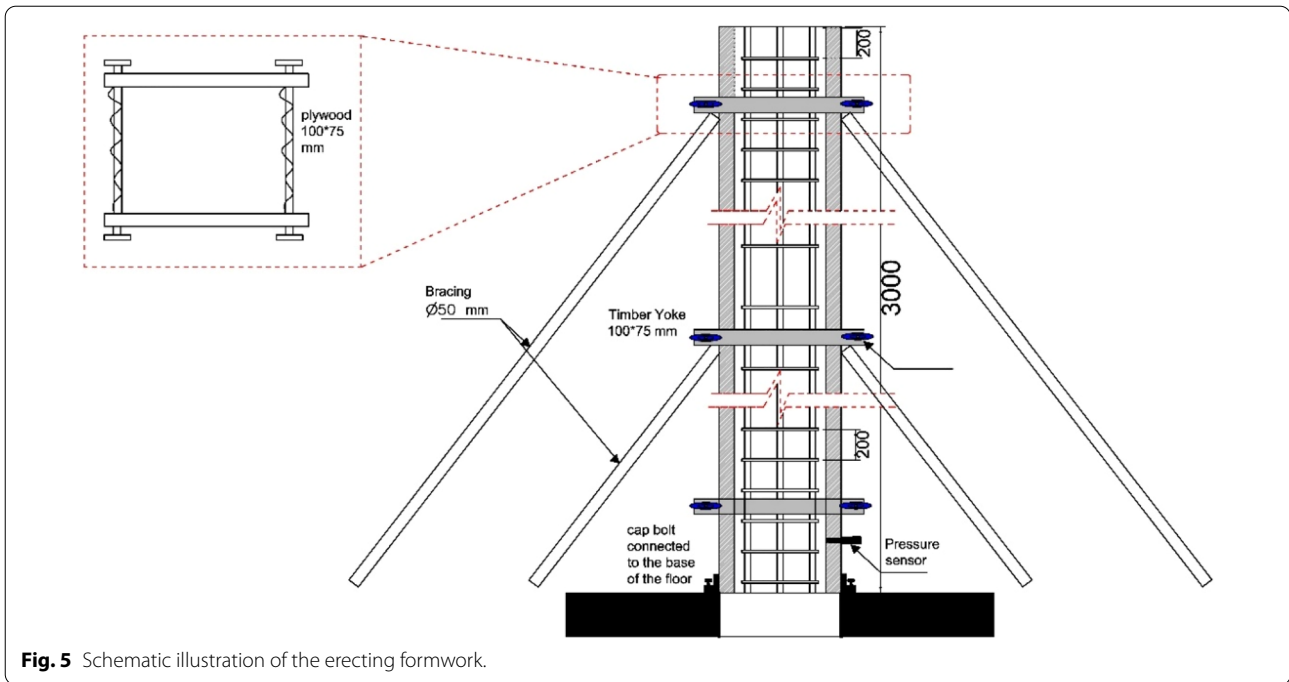 200
plywood
100*75
mm
3000
Bracing
Ø50 mm
Timber Yoke
100*75 mm
200
cap bolt
connected
to the base
of the floor
Pressure
sensor
Fig. 5 Schematic illustration of the erecting formwork.